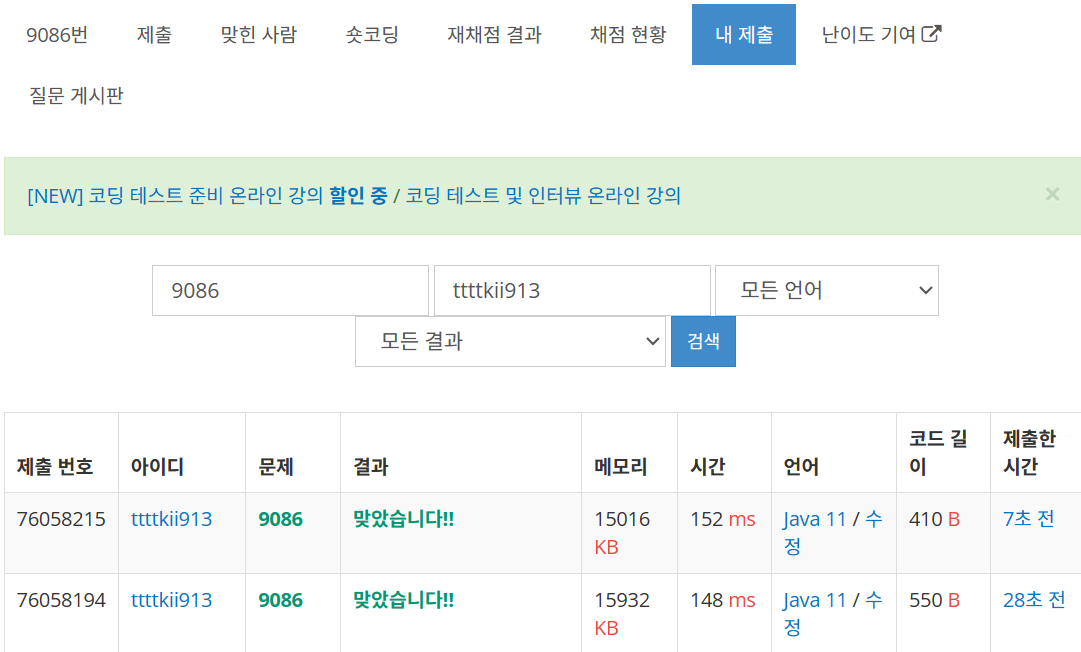 9086번 제출 맞힌 사람 숏코딩 재채점 결과 채점 현황 내 제출 난이도 기여
질문 게시판
[NEW] 코딩 테스트 준비 온라인 강의 할인 중 / 코딩 테스트 및 인터뷰 온라인 강의 ×
9086 ttttkii913 모든 언어
모든 결과 검색
제출 번호 아이디 문제 결과 메모리 시간 언어 코드 길이 제출한 시간
76058215 ttttkii913 9086 맞았습니다!! 15016 KB 152 ms Java 11 / 수정 410 B 7초 전
76058194 ttttkii913 9086 맞았습니다!! 15932 KB 148 ms Java 11 / 수정 550 B 28초 전